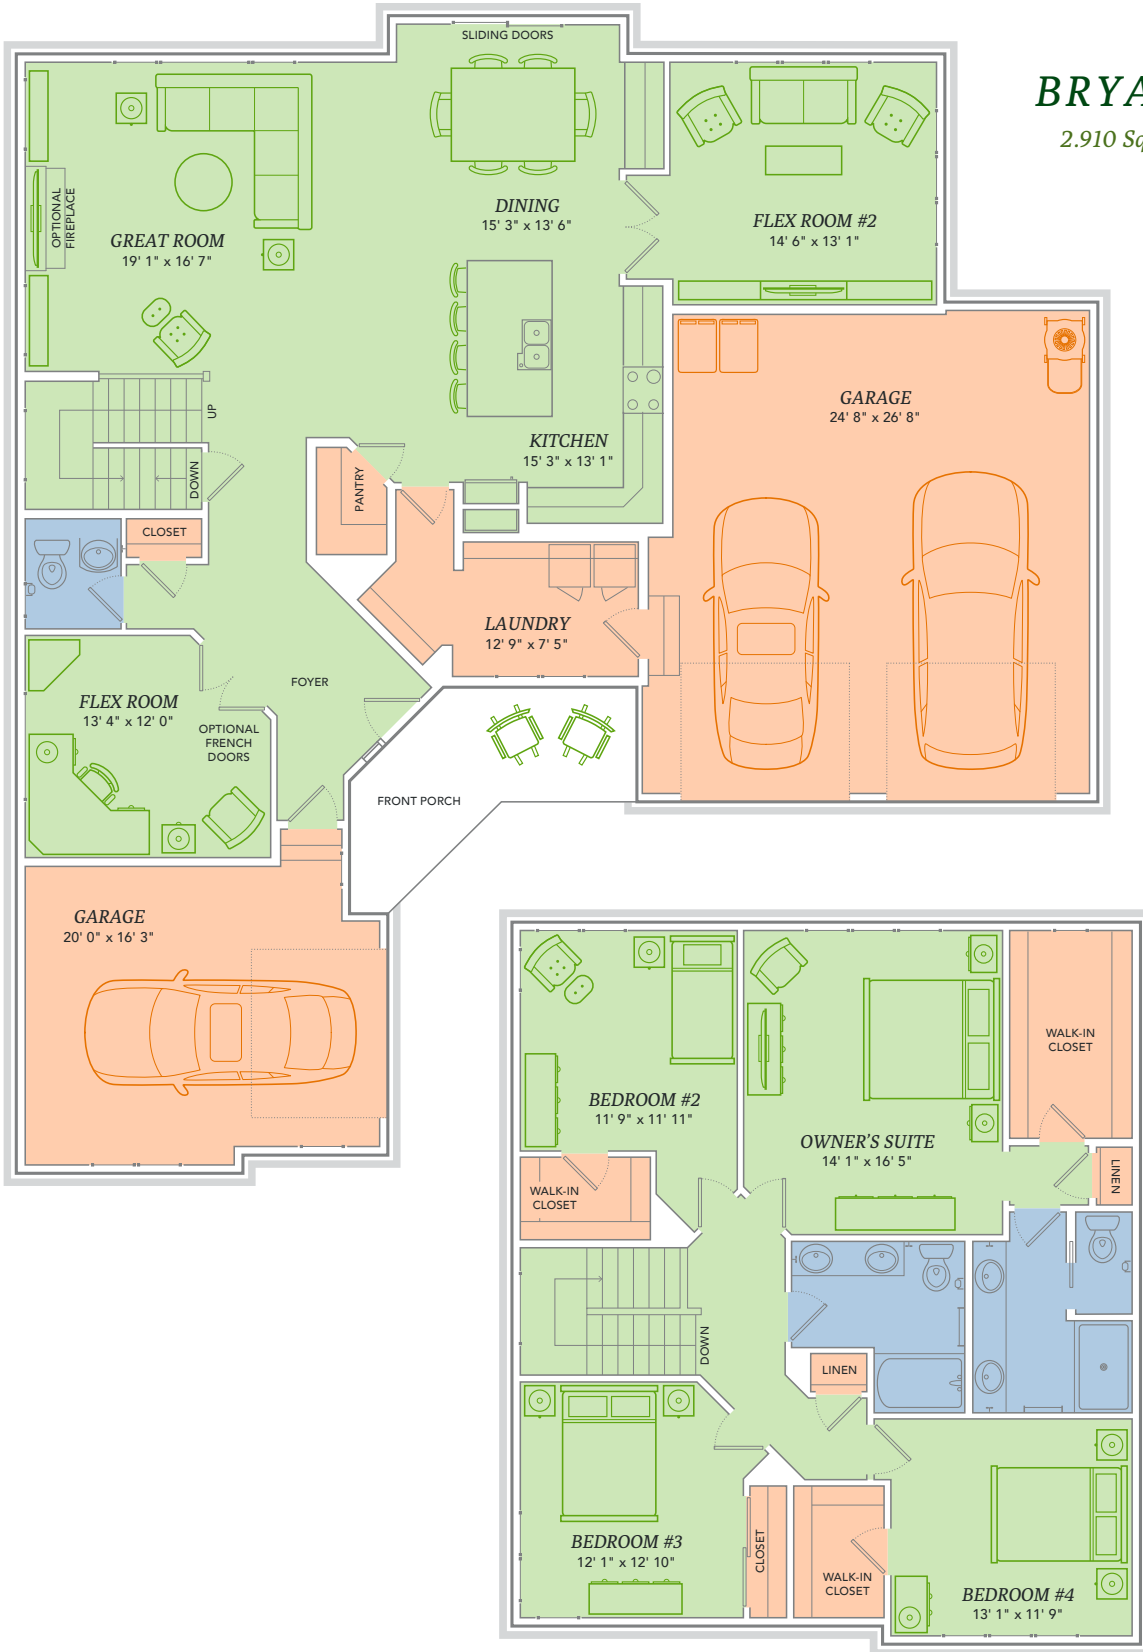 SLIDING DOORS
BRYA
2.910 Sq
OPTIONAL
FIREPLACE
GREAT ROOM
19' 1" x 16' 7"
DINING
15' 3" x 13' 6"
FLEX ROOM #2
14' 6" x 13' 1"
GARAGE
24' 8" x 26' 8"
UP
KITCHEN
15' 3" x 13' 1"
DOWN
PANTRY
CLOSET
LAUNDRY
12' 9" x 7' 5"
FOYER
FLEX ROOM
13' 4" x 12' 0"
OPTIONAL
FRENCH
DOORS
FRONT PORCH
GARAGE
20' 0" x 16' 3"
WALK-IN
CLOSET
BEDROOM #2
11' 9" x 11' 11"
OWNER'S SUITE
14' 1" x 16' 5"
LINEN
WALK-IN
CLOSET
DOWN
LINEN
BEDROOM #3
12' 1" x 12' 10"
CLOSET
WALK-IN
CLOSET
BEDROOM #4
13' 1" x 11' 9"